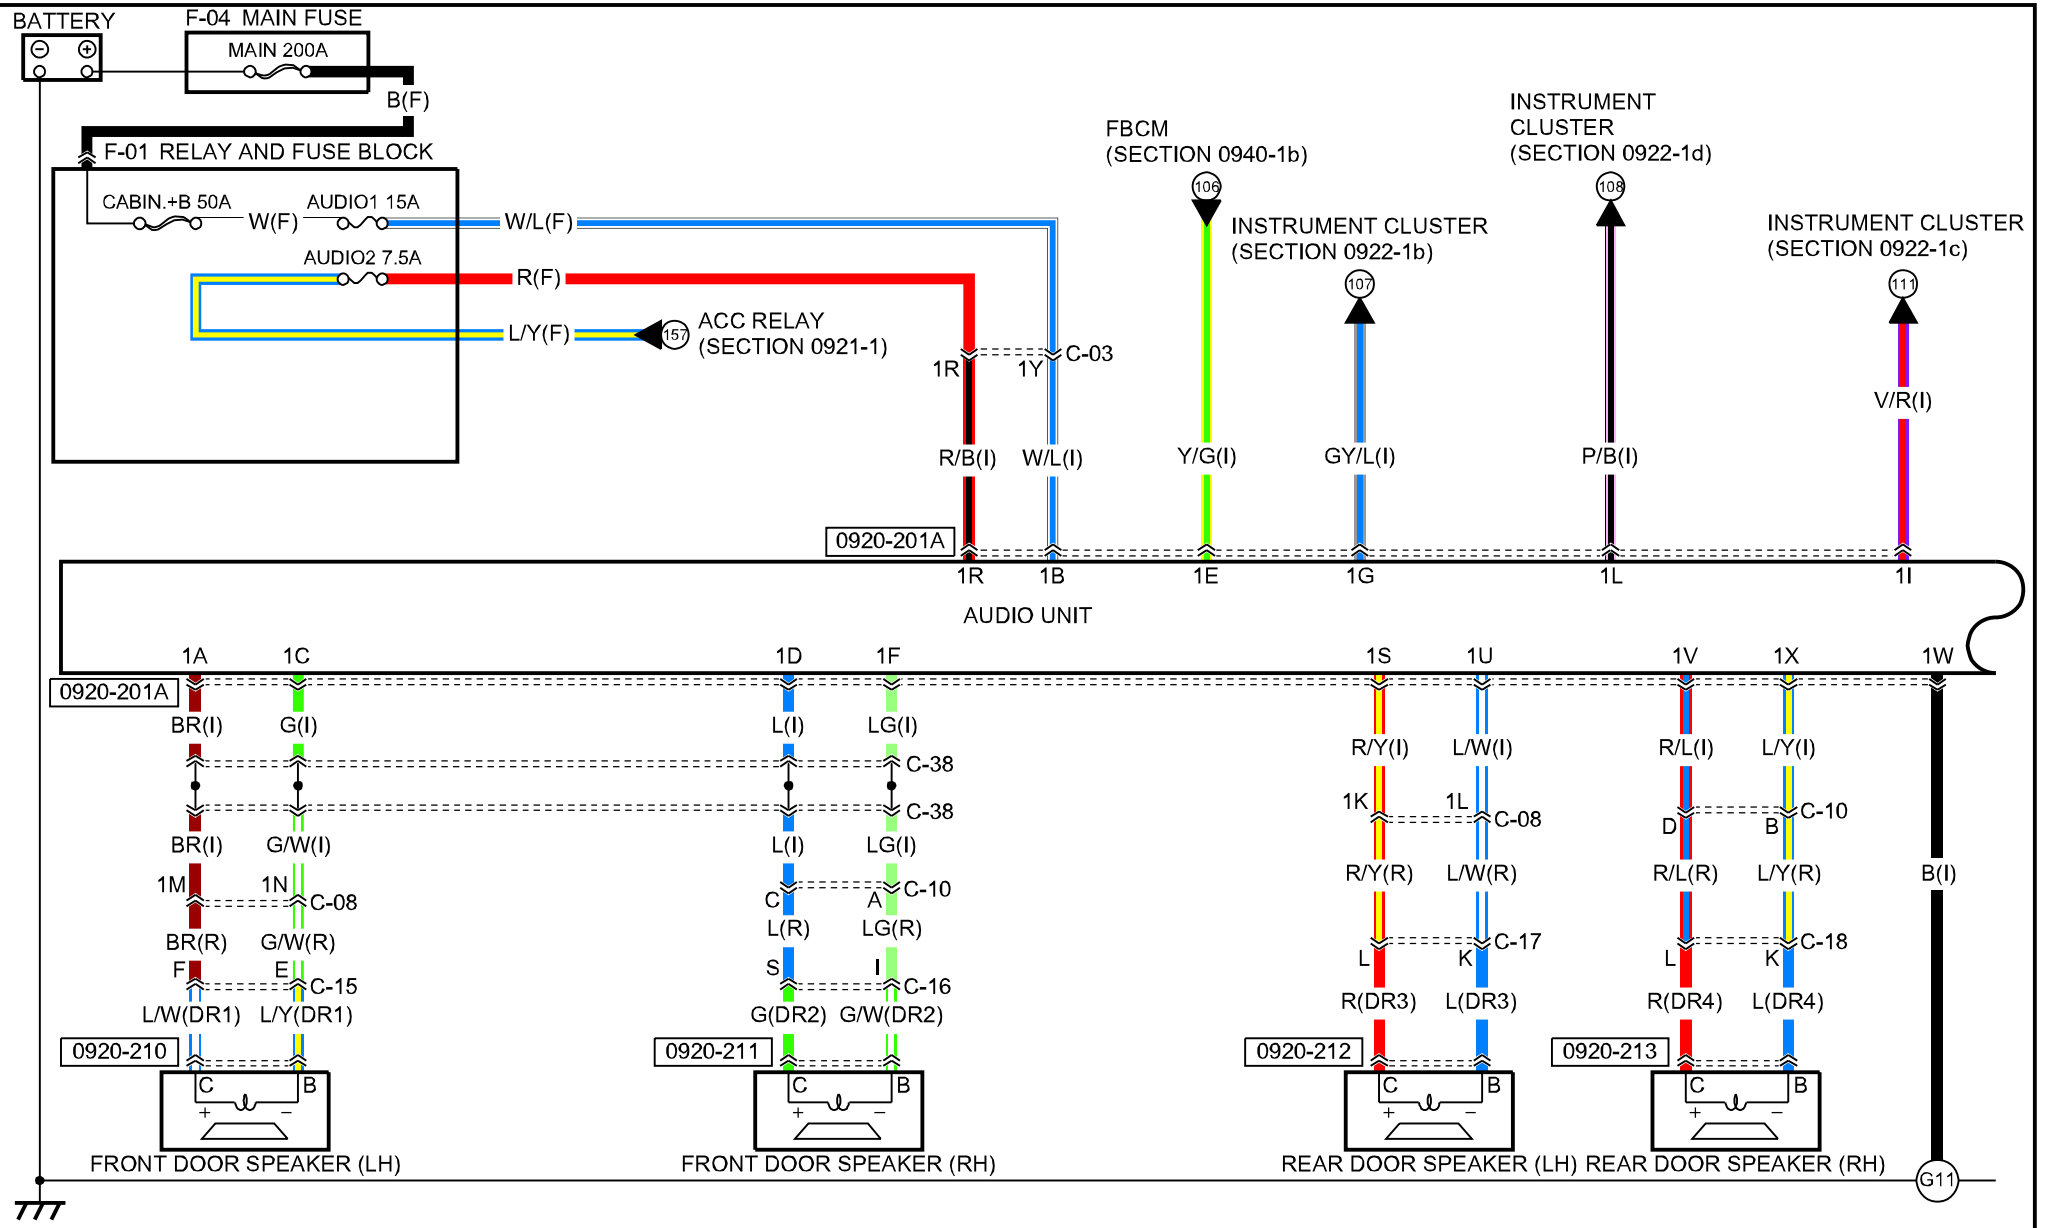 BATTERY
F-04 MAIN FUSE
MAIN 200A
B(F)
F-01 RELAY AND FUSE BLOCK
CABIN.+B 50A
W(F)
AUDIO1 15A
W/L(F)
AUDIO2 7.5A
R(F)
L/Y(F)
157
ACC RELAY
(SECTION 0921-1)
FBCM
(SECTION 0940-1b)
106
INSTRUMENT CLUSTER
(SECTION 0922-1b)
107
INSTRUMENT
CLUSTER
(SECTION 0922-1d)
108
INSTRUMENT CLUSTER
(SECTION 0922-1c)
111
1R 1Y C-03
V/R(I)
R/B(I) W/L(I) Y/G(I) GY/L(I) P/B(I)
0920-201A
1R 1B 1E 1G 1L 1I
AUDIO UNIT
1A 1C 1D 1F 1S 1U 1V 1X 1W
0920-201A
BR(I) G(I) L(I) LG(I)
R/Y(I) L/W(I) R/L(I) L/Y(I)
C-38
C-38
1K 1L C-08
D B C-10
BR(I) G/W(I) L(I) LG(I)
R/Y(R) L/W(R) R/L(R) L/Y(R) B(I)
1M 1N C-08
C A C-10
BR(R) G/W(R) L(R) LG(R)
L K C-17
L K C-18
F E C-15
S I C-16
L/W(DR1) L/Y(DR1) G(DR2) G/W(DR2)
R(DR3) L(DR3) R(DR4) L(DR4)
0920-210 0920-211 0920-212 0920-213
C B C B C B C B
+ − + − + − + −
FRONT DOOR SPEAKER (LH) FRONT DOOR SPEAKER (RH) REAR DOOR SPEAKER (LH) REAR DOOR SPEAKER (RH)
G11